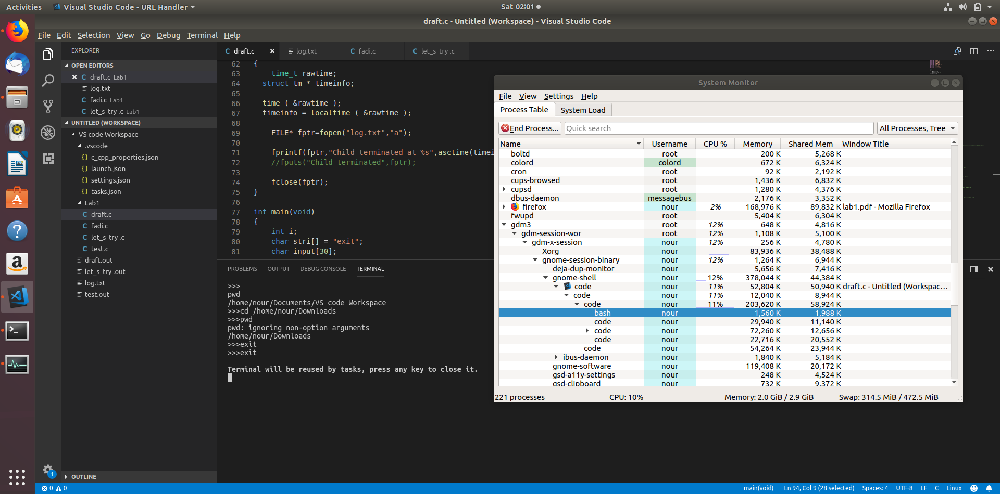 Activities
Visual Studio Code - URL Handler
Sat 02:01
draft.c - Untitled (Workspace) - Visual Studio Code
File Edit Selection View Go Debug Terminal Help
EXPLORER
OPEN EDITORS
draft.c Lab1
log.txt
fadi.c Lab1
let_s try .c Lab1
UNTITLED (WORKSPACE)
VS code Workspace
.vscode
{} c_cpp_properties.json
{} launch.json
{} settings.json
{} tasks.json
Lab1
C draft.c
C fadi.c
C let_s try .c
C test.c
draft.out
let_s try .out
log.txt
test.out
OUTLINE
C draft.c
log.txt
C fadi.c
C let_s try .c
62 {
63 time_t rawtime;
64 struct tm * timeinfo;
65
66 time ( &rawtime );
67 timeinfo = localtime ( &rawtime );
68
69 FILE* fptr=fopen("log.txt","a");
70
71 fprintf(fptr,"Child terminated at %s",asctime(timei
72 //fputs("Child terminated",fptr);
73
74 fclose(fptr);
75 }
76
77 int main(void)
78 {
79 int i;
80 char stri[] = "exit";
81 char input[30];
PROBLEMS OUTPUT DEBUG CONSOLE TERMINAL
>>>
pwd
/home/nour/Documents/VS code Workspace
>>>cd /home/nour/Downloads
>>>pwd
pwd: ignoring non-option arguments
/home/nour/Downloads
>>>exit
>>>exit
Terminal will be reused by tasks, press any key to close it.
System Monitor
File View Settings Help
Process Table System Load
End Process... Quick search All Processes, Tree
Name Username CPU % Memory Shared Mem Window Title
boltd root 200 K 5,268 K
colord colord 672 K 6,324 K
cron root 92 K 2,192 K
cups-browsed root 1,436 K 6,832 K
cupsd root 1,280 K 4,376 K
dbus-daemon messagebus 2,176 K 3,352 K
firefox nour 2% 168,976 K 89,832 K lab1.pdf - Mozilla Firefox
fwupd root 5,404 K 6,304 K
gdm3 root 12% 648 K 4,816 K
gdm-session-wor root 12% 1,108 K 5,100 K
gdm-x-session nour 12% 256 K 4,780 K
Xorg nour 83,936 K 38,488 K
gnome-session-binary nour 12% 1,264 K 6,944 K
deja-dup-monitor nour 5,656 K 7,416 K
gnome-shell nour 12% 378,044 K 44,384 K
code nour 11% 52,804 K 50,940 K draft.c - Untitled (Workspac...
code nour 11% 12,040 K 8,944 K
code nour 11% 203,620 K 58,924 K
bash nour 1,560 K 1,988 K
code nour 29,940 K 11,140 K
code nour 72,260 K 12,656 K
code nour 22,716 K 20,552 K
code nour 54,264 K 23,944 K
ibus-daemon nour 1,840 K 5,184 K
gnome-software nour 119,408 K 20,172 K
gsd-a11y-settings nour 248 K 4,524 K
gsd-clipboard nour 732 K 9,372 K
221 processes CPU: 10% Memory: 2.0 GiB / 2.9 GiB Swap: 314.5 MiB / 472.5 MiB
1
0 0 main(void) Ln 94, Col 9 (28 selected) Spaces: 4 UTF-8 LF C Linux